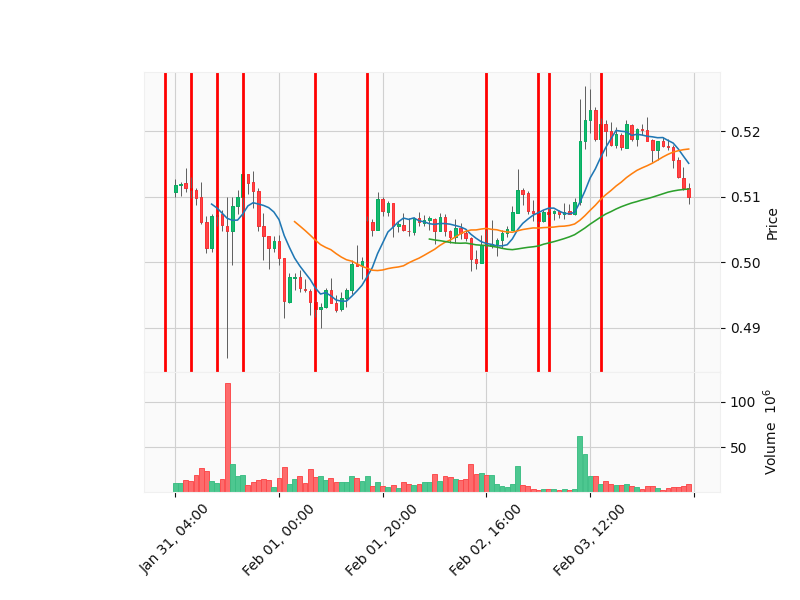 0.52
0.51
0.50
0.49
Price
100
50
Volume 10⁶
Jan 31, 04:00
Feb 01, 00:00
Feb 01, 20:00
Feb 02, 16:00
Feb 03, 12:00